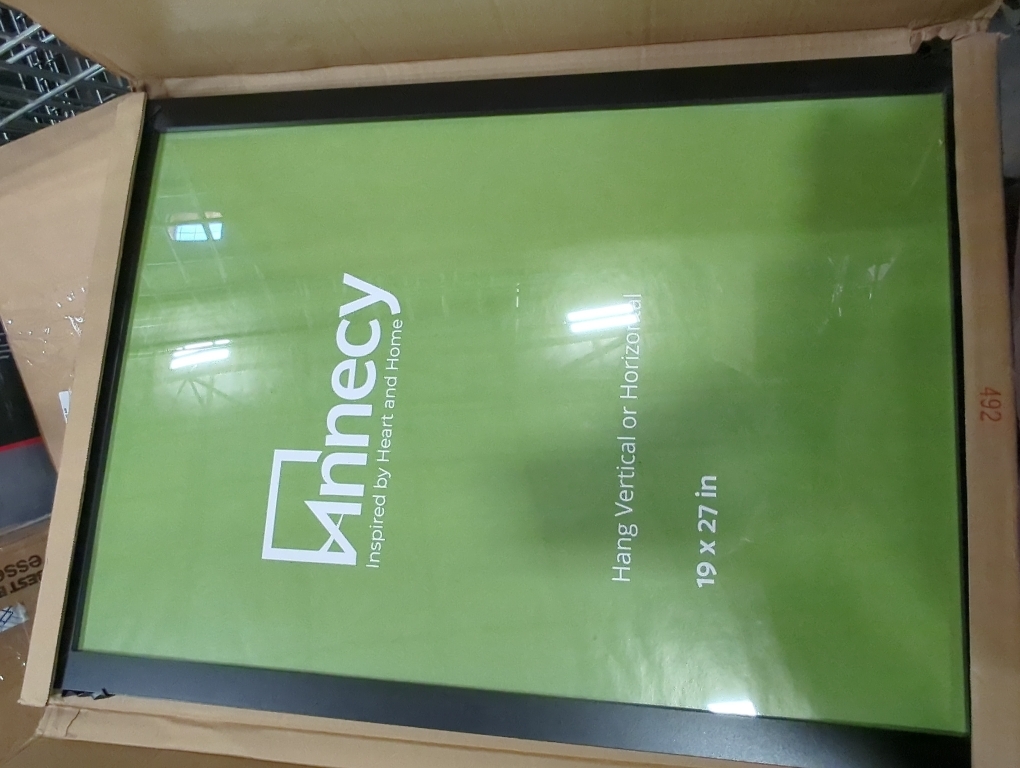 Annecy
Inspired by Heart and Home
Hang Vertical or Horizontal
19 x 27 in
492